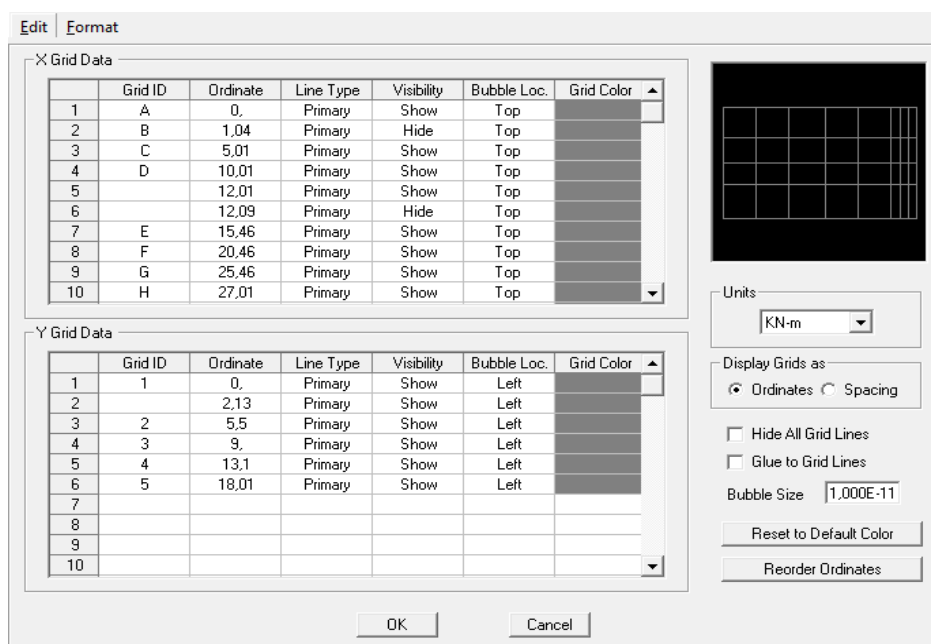 Edit Format
X Grid Data
Grid ID Ordinate Line Type Visibility Bubble Loc. Grid Color
1 A 0, Primary Show Top
2 B 1,04 Primary Hide Top
3 C 5,01 Primary Show Top
4 D 10,01 Primary Show Top
5 12,01 Primary Show Top
6 12,09 Primary Hide Top
7 E 15,46 Primary Show Top
8 F 20,46 Primary Show Top
9 G 25,46 Primary Show Top
10 H 27,01 Primary Show Top
Y Grid Data
Grid ID Ordinate Line Type Visibility Bubble Loc. Grid Color
1 1 0, Primary Show Left
2 2,13 Primary Show Left
3 2 5,5 Primary Show Left
4 3 9, Primary Show Left
5 4 13,1 Primary Show Left
6 5 18,01 Primary Show Left
7
8
9
10
Units
KN-m
Display Grids as
Ordinates Spacing
Hide All Grid Lines
Glue to Grid Lines
Bubble Size 1,000E-11
Reset to Default Color
Reorder Ordinates
OK Cancel